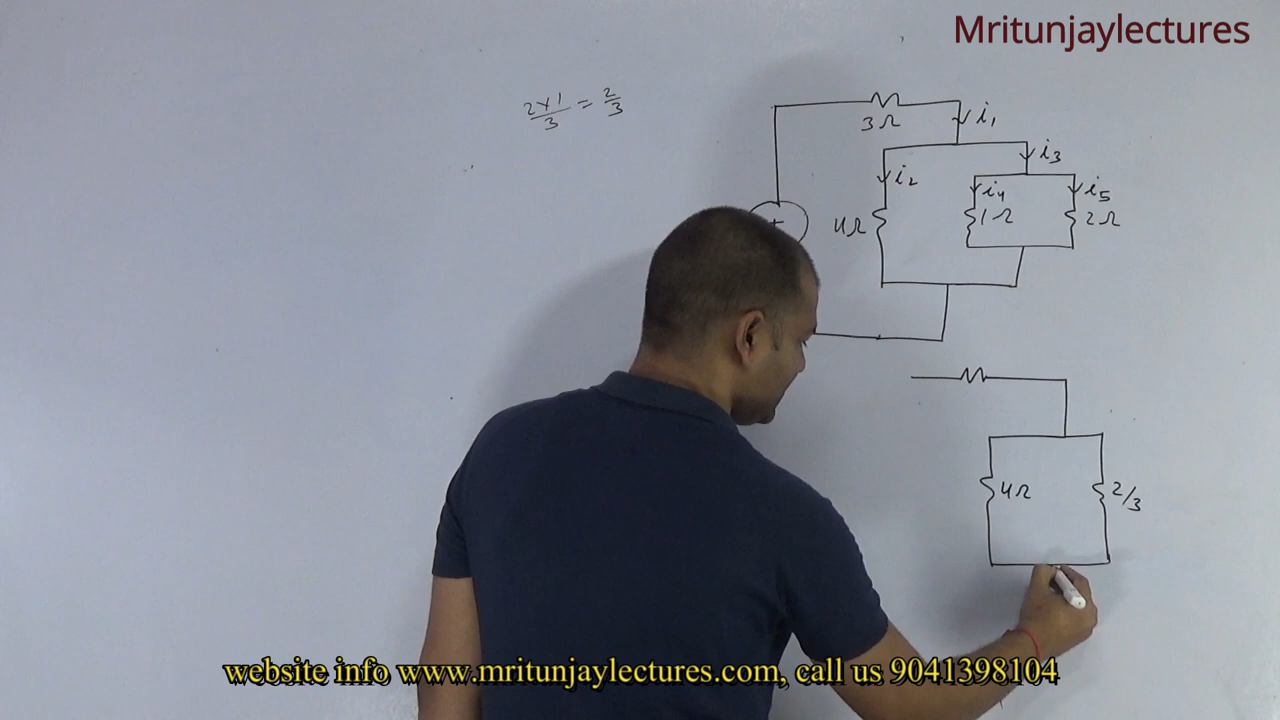 Mritunjaylectures
2×1/3 = 2/3
3Ω
i1
i3
i2
i4
i5
4Ω
1Ω
2Ω
+
4Ω
2/3
website info www.mritunjaylectures.com, call us 9041398104